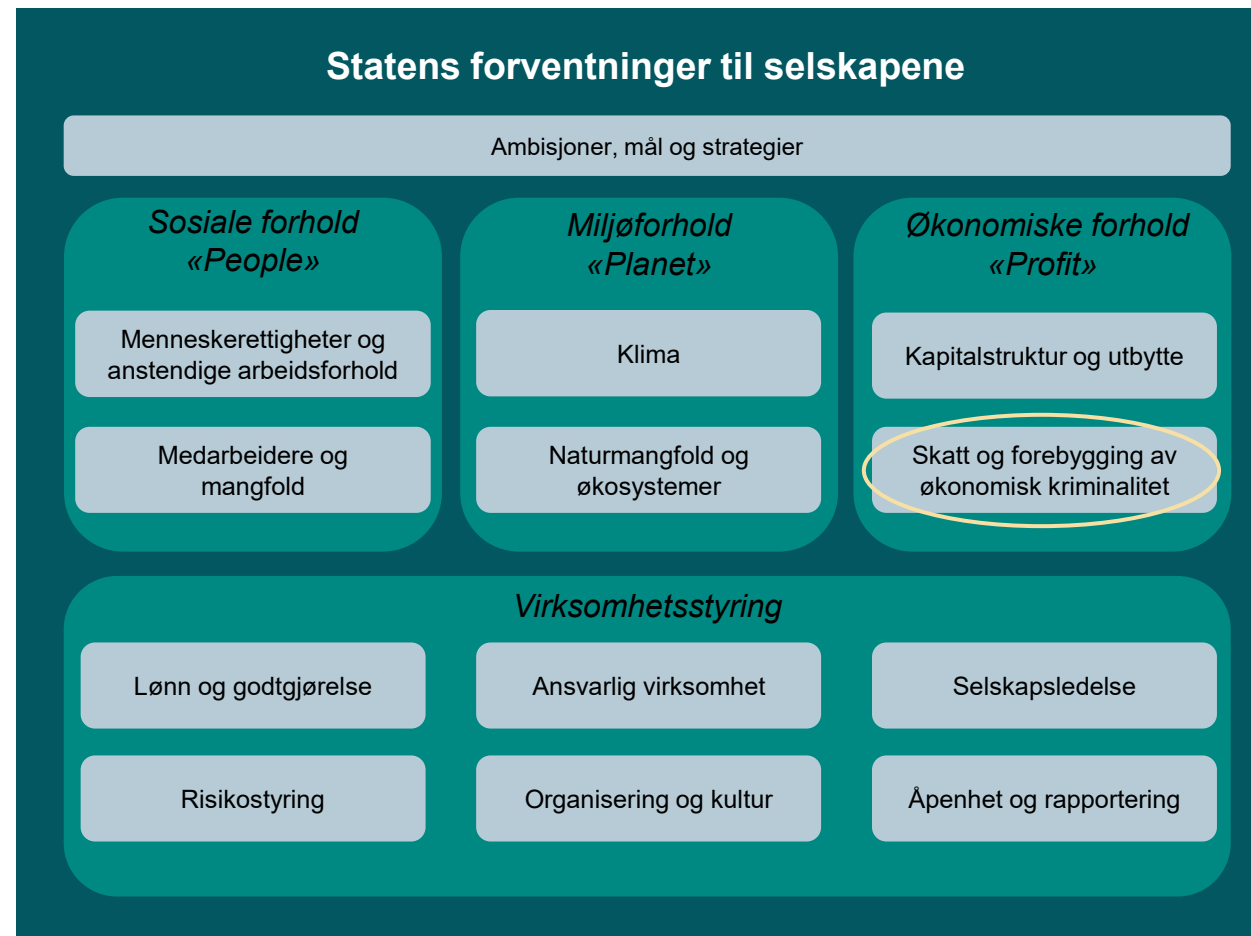 Statens forventninger til selskapene
Ambisjoner, mål og strategier
Sosiale forhold
«People»
Menneskerettigheter og
anstendige arbeidsforhold
Medarbeidere og
mangfold
Miljøforhold
«Planet»
Klima
Naturmangfold og
økosystemer
Økonomiske forhold
«Profit»
Kapitalstruktur og utbytte
Skatt og forebygging av
økonomisk kriminalitet
Virksomhetsstyring
Lønn og godtgjørelse
Ansvarlig virksomhet
Selskapsledelse
Risikostyring
Organisering og kultur
Åpenhet og rapportering